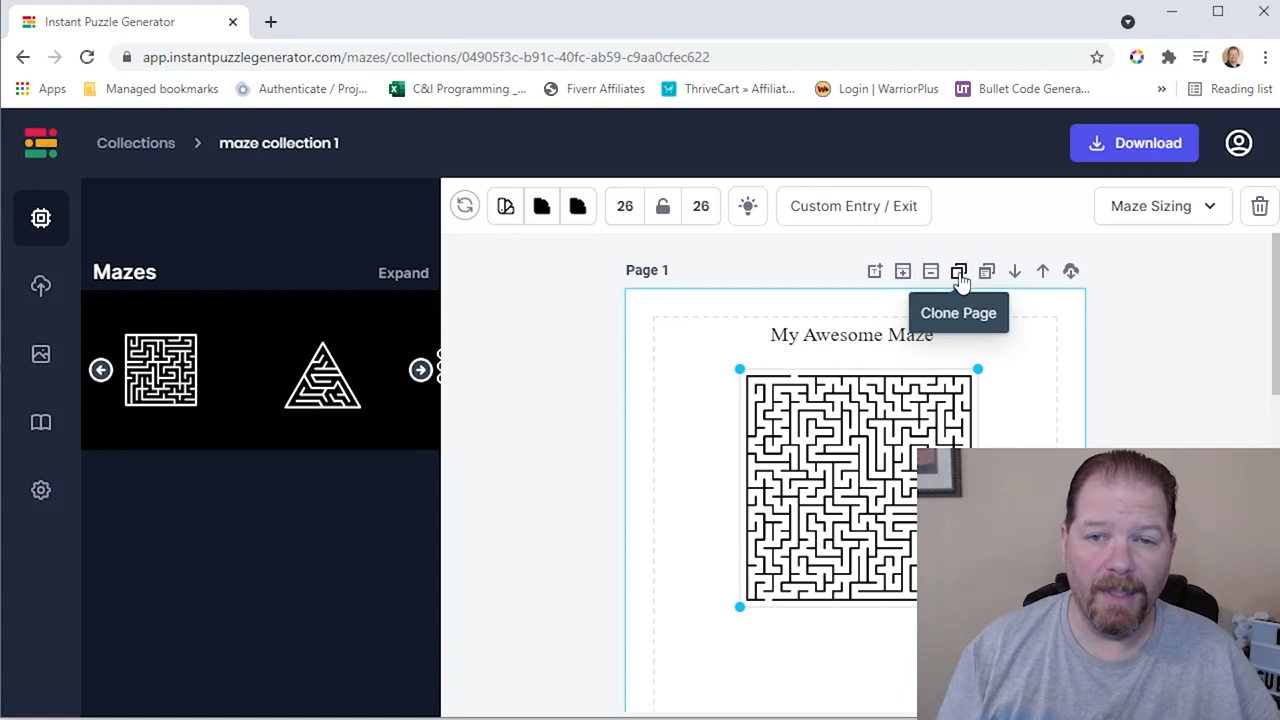 Instant Puzzle Generator
app.instantpuzzlegenerator.com/mazes/collections/04905f3c-b91c-40fc-ab59-c9aa0cfec622
Apps Managed bookmarks Authenticate / Proj... C&I Programming _... Fiverr Affiliates ThriveCart » Affiliat... Login | WarriorPlus UT Bullet Code Genera... » Reading list
Collections > maze collection 1 Download
26 26 Custom Entry / Exit Maze Sizing
Mazes Expand
Page 1
Clone Page
My Awesome Maze